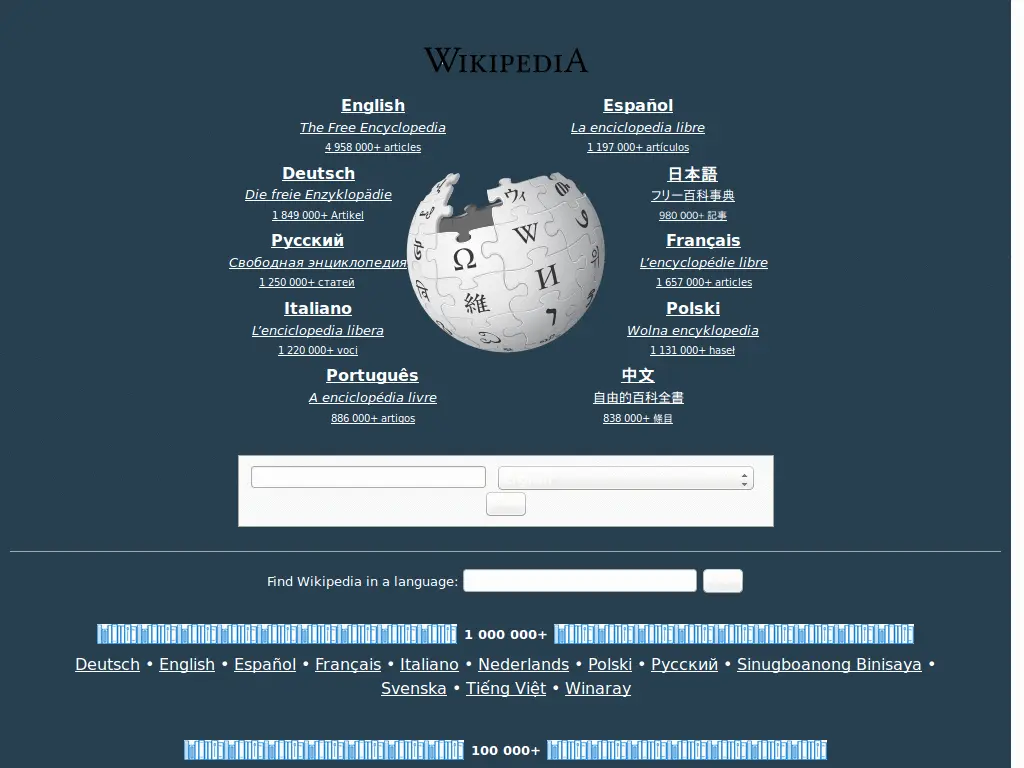 WIKIPEDIA
English
The Free Encyclopedia
4 958 000+ articles
Español
La enciclopedia libre
1 197 000+ artículos
Deutsch
Die freie Enzyklopädie
1 849 000+ Artikel
日本語
フリー百科事典
980 000+ 記事
Русский
Свободная энциклопедия
1 250 000+ статей
Français
L'encyclopédie libre
1 657 000+ articles
Italiano
L'enciclopedia libera
1 220 000+ voci
Polski
Wolna encyklopedia
1 131 000+ haseł
Português
A enciclopédia livre
886 000+ artigos
中文
自由的百科全書
838 000+ 條目
Ω
W
ウィ
И
維
Find Wikipedia in a language:
1 000 000+
Deutsch • English • Español • Français • Italiano • Nederlands • Polski • Русский • Sinugboanong Binisaya •
Svenska • Tiếng Việt • Winaray
100 000+